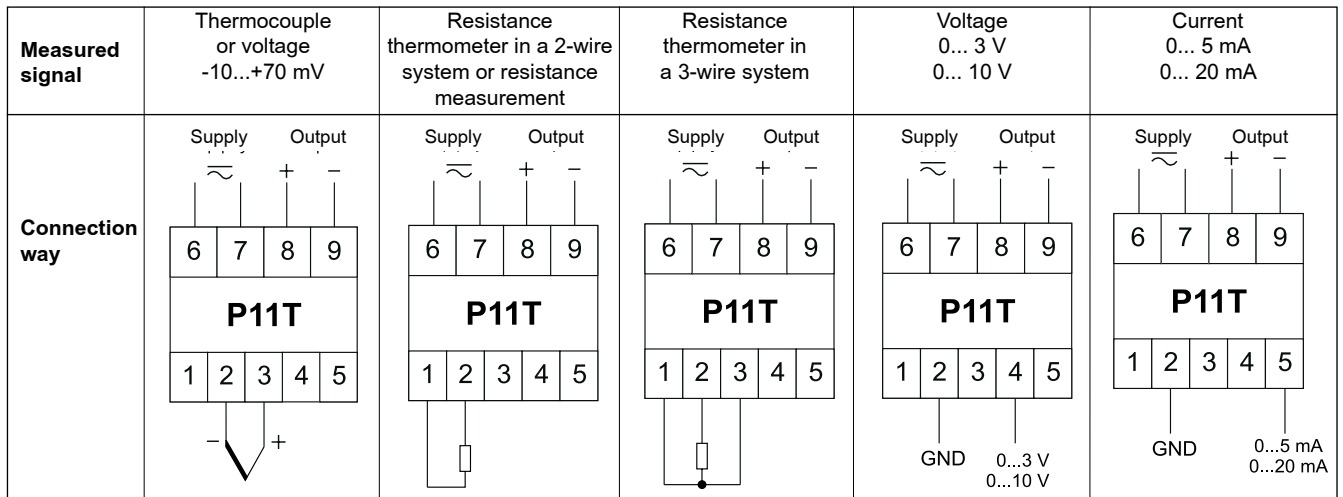 Measured
signal
Thermocouple
or voltage
-10...+70 mV
Resistance
thermometer in a 2-wire
system or resistance
measurement
Resistance
thermometer in
a 3-wire system
Voltage
0... 3 V
0... 10 V
Current
0... 5 mA
0... 20 mA
Connection
way
Supply Output
+ −
6 7 8 9
P11T
1 2 3 4 5
− +
Supply Output
+ −
6 7 8 9
P11T
1 2 3 4 5
Supply Output
+ −
6 7 8 9
P11T
1 2 3 4 5
Supply Output
+ −
6 7 8 9
P11T
1 2 3 4 5
GND
0...3 V
0...10 V
Supply Output
+ −
6 7 8 9
P11T
1 2 3 4 5
GND
0...5 mA
0...20 mA